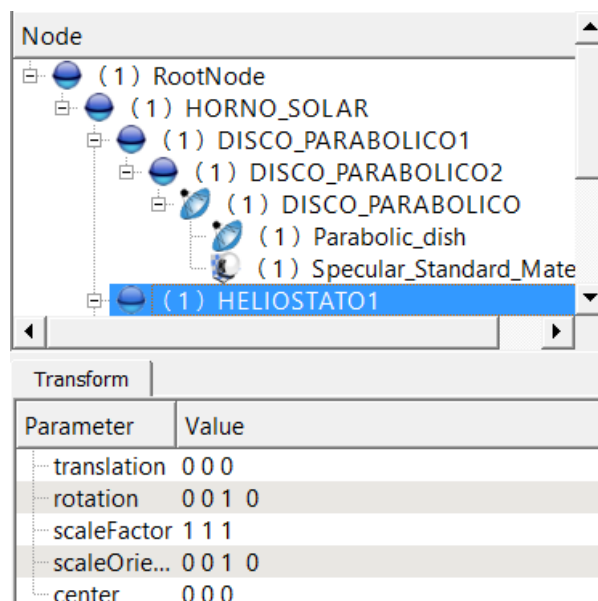 Node
(1) RootNode
(1) HORNO_SOLAR
(1) DISCO_PARABOLICO1
(1) DISCO_PARABOLICO2
(1) DISCO_PARABOLICO
(1) Parabolic_dish
(1) Specular_Standard_Mate
(1) HELIOSTATO1
Transform
Parameter Value
translation 0 0 0
rotation 0 0 1 0
scaleFactor 1 1 1
scaleOrie... 0 0 1 0
center 0 0 0